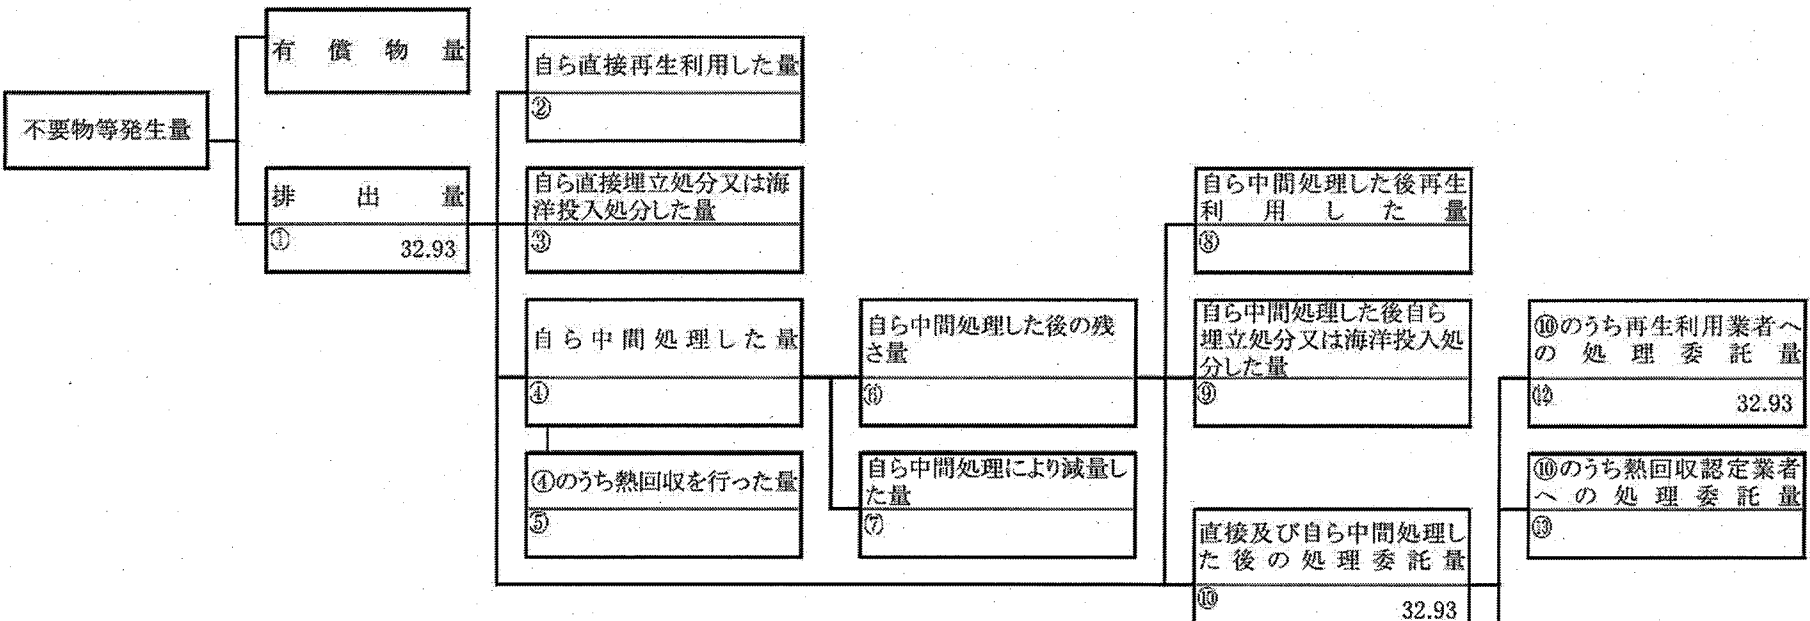 有償物量
不要物等発生量
排出量
①
32.93
自ら直接再生利用した量
②
自ら直接埋立処分又は海
洋投入処分した量
③
自ら中間処理した量
④
④のうち熱回収を行った量
⑤
自ら中間処理した後の残
さ量
⑥
自ら中間処理により減量し
た量
⑦
自ら中間処理した後再生
利用した量
⑧
自ら中間処理した後自ら
埋立処分又は海洋投入処
分した量
⑨
直接及び自ら中間処理し
た後の処理委託量
⑩
32.93
⑩のうち再生利用業者へ
の処理委託量
⑫
32.93
⑩のうち熱回収認定業者
への処理委託量
⑬